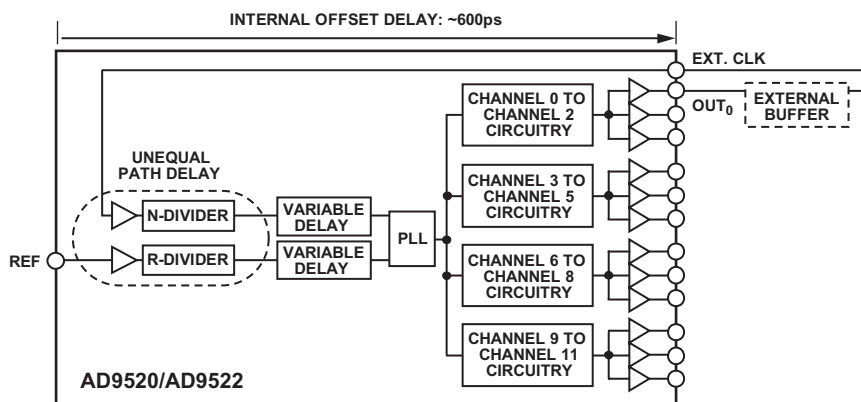 INTERNAL OFFSET DELAY: ~600ps
EXT. CLK
OUT0
EXTERNAL
BUFFER
CHANNEL 0 TO
CHANNEL 2
CIRCUITRY
UNEQUAL
PATH DELAY
CHANNEL 3 TO
CHANNEL 5
CIRCUITRY
N-DIVIDER
VARIABLE
DELAY
PLL
REF
R-DIVIDER
VARIABLE
DELAY
CHANNEL 6 TO
CHANNEL 8
CIRCUITRY
CHANNEL 9 TO
CHANNEL 11
CIRCUITRY
AD9520/AD9522